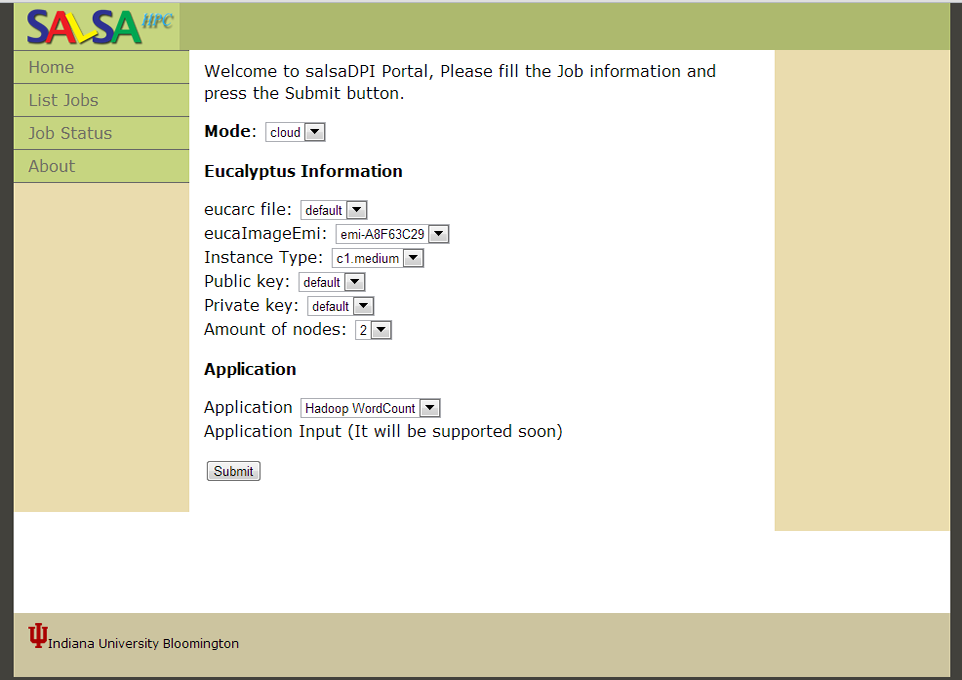 SALSA HPC
Home
List Jobs
Job Status
About
Welcome to salsaDPI Portal, Please fill the Job information and
press the Submit button.
Mode: cloud
Eucalyptus Information
eucarc file: default
eucaImageEmi: emi-A8F63C29
Instance Type: c1.medium
Public key: default
Private key: default
Amount of nodes: 2
Application
Application Hadoop WordCount
Application Input (It will be supported soon)
Submit
Indiana University Bloomington